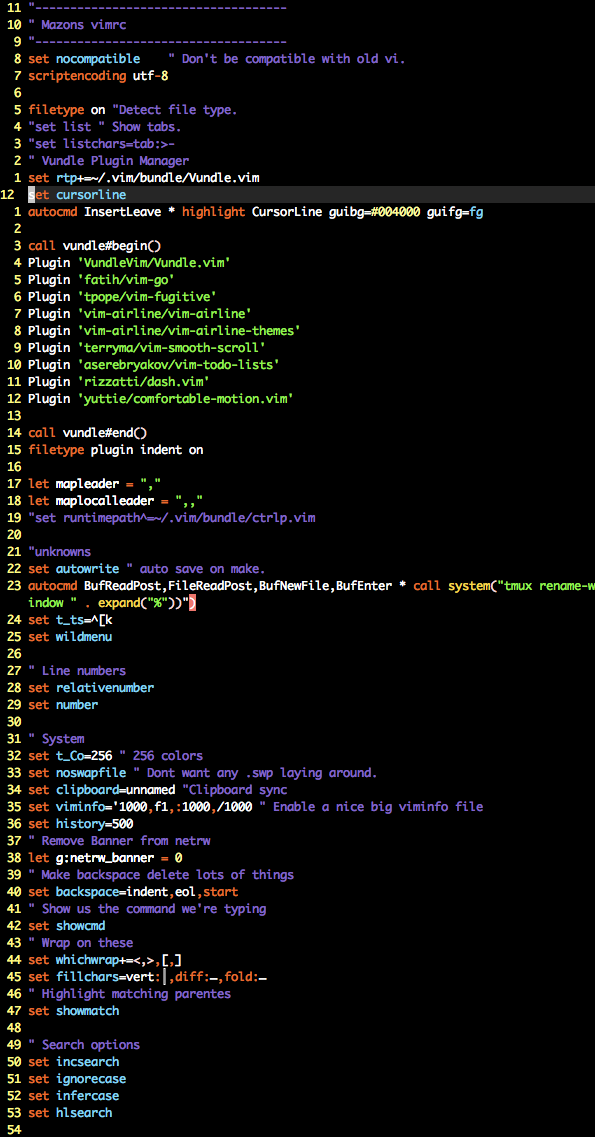 11 "------------------------------------
10 " Mazons vimrc
9 "------------------------------------
8 set nocompatible    " Don't be compatible with old vi.
7 scriptencoding utf-8
6
5 filetype on "Detect file type.
4 "set list " Show tabs.
3 "set listchars=tab:>-
2 " Vundle Plugin Manager
1 set rtp+=~/.vim/bundle/Vundle.vim
12 set cursorline
1 autocmd InsertLeave * highlight CursorLine guibg=#004000 guifg=fg
2
3 call vundle#begin()
4 Plugin 'VundleVim/Vundle.vim'
5 Plugin 'fatih/vim-go'
6 Plugin 'tpope/vim-fugitive'
7 Plugin 'vim-airline/vim-airline'
8 Plugin 'vim-airline/vim-airline-themes'
9 Plugin 'terryma/vim-smooth-scroll'
10 Plugin 'aserebryakov/vim-todo-lists'
11 Plugin 'rizzatti/dash.vim'
12 Plugin 'yuttie/comfortable-motion.vim'
13
14 call vundle#end()
15 filetype plugin indent on
16
17 let mapleader = ","
18 let maplocalleader = ",,"
19 "set runtimepath^=~/.vim/bundle/ctrlp.vim
20
21 "unknowns
22 set autowrite " auto save on make.
23 autocmd BufReadPost,FileReadPost,BufNewFile,BufEnter * call system("tmux rename-w
indow " . expand("%"))")
24 set t_ts=^[k
25 set wildmenu
26
27 " Line numbers
28 set relativenumber
29 set number
30
31 " System
32 set t_Co=256 " 256 colors
33 set noswapfile " Dont want any .swp laying around.
34 set clipboard=unnamed "Clipboard sync
35 set viminfo='1000,f1,:1000,/1000 " Enable a nice big viminfo file
36 set history=500
37 " Remove Banner from netrw
38 let g:netrw_banner = 0
39 " Make backspace delete lots of things
40 set backspace=indent,eol,start
41 " Show us the command we're typing
42 set showcmd
43 " Wrap on these
44 set whichwrap+=<,>,[,]
45 set fillchars=vert:│,diff:–,fold:–
46 " Highlight matching parentes
47 set showmatch
48
49 " Search options
50 set incsearch
51 set ignorecase
52 set infercase
53 set hlsearch
54